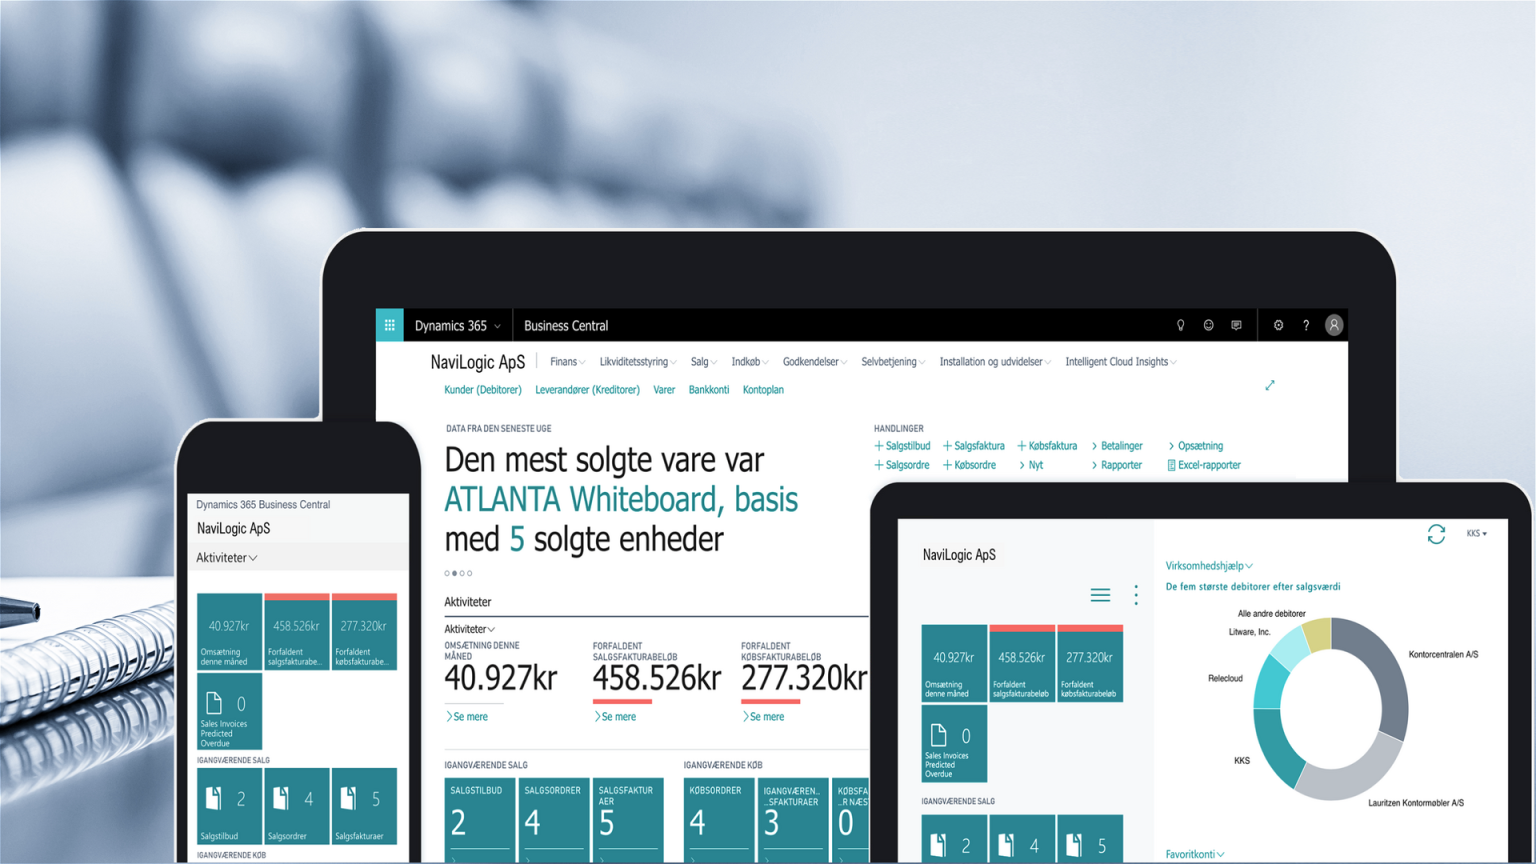 Dynamics 365
Business Central
?
NaviLogic ApS
Finans
Likviditetsstyring
Salg
Indkøb
Godkendelser
Selvbetjening
Installation og udvidelser
Intelligent Cloud Insights
Kunder (Debitorer)
Leverandører (Kreditorer)
Varer
Bankkonti
Kontoplan
DATA FRA DEN SENESTE UGE
Den mest solgte vare var
ATLANTA Whiteboard, basis
med 5 solgte enheder
HANDLINGER
+ Salgstilbud
+ Salgsfaktura
+ Købsfaktura
> Betalinger
> Opsætning
+ Salgsordre
+ Købsordre
> Nyt
> Rapporter
Excel-rapporter
Aktiviteter
Aktiviteter
OMSÆTNING DENNE
MÅNED
40.927kr
>Se mere
FORFALDENT
SALGSFAKTURABELØB
458.526kr
>Se mere
FORFALDENT
KØBSFAKTURABELØB
277.320kr
>Se mere
IGANGVÆRENDE SALG
SALGSTILBUD
2
SALGSORDRER
4
SALGSFAKTUR
AER
5
IGANGVÆRENDE KØB
KØBSORDRER
4
IGANGVÆREN..
..SFAKTURAER
3
KØBSFA
..R NÆS
0
Dynamics 365 Business Central
NaviLogic ApS
Aktiviteter
40.927kr
Omsætning
denne måned
458.526kr
Forfaldent
salgsfakturabe...
277.320kr
Forfaldent
købsfakturabe...
0
Sales Invoices
Predicted
Overdue
IGANGVÆRENDE SALG
2
Salgstilbud
4
Salgsordrer
5
Salgsfakturaer
IGANGVÆRENDE KØB
NaviLogic ApS
40.927kr
Omsætning
denne måned
458.526kr
Forfaldent
salgsfakturabeløb
277.320kr
Forfaldent
købsfakturabeløb
0
Sales Invoices
Predicted
Overdue
IGANGVÆRENDE SALG
2
4
5
KKS
Virksomhedshjælp
De fem største debitorer efter salgsværdi
Alle andre debitorer
Litware, Inc.
Relecloud
KKS
Kontorcentralen A/S
Lauritzen Kontormøbler A/S
Favoritkonti